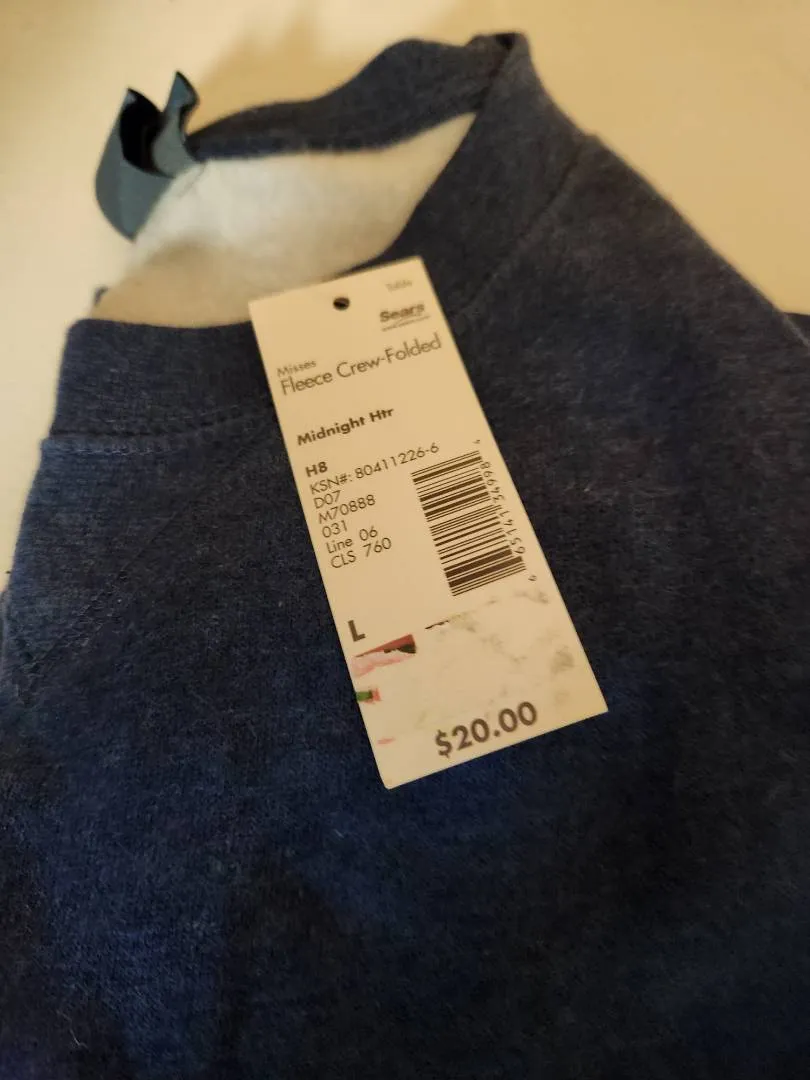 Sears
Misses
Fleece Crew-Folded
Midnight Htr
H8
KSN#: 80411226-6
D07
M70888
031
Line 06
CLS 760
L
$20.00